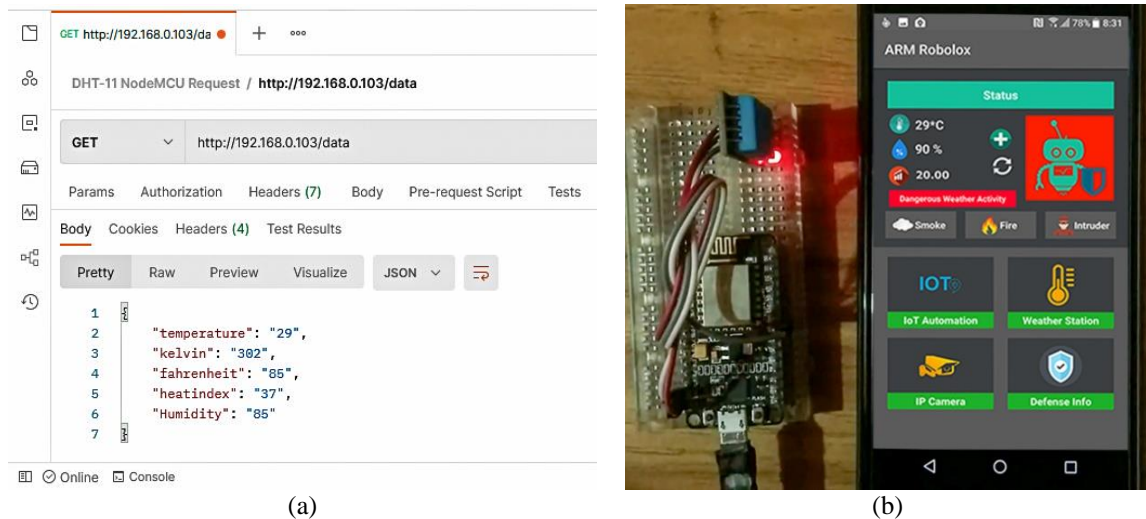 GET http://192.168.0.103/da
DHT-11 NodeMCU Request / http://192.168.0.103/data
GET http://192.168.0.103/data
Params Authorization Headers (7) Body Pre-request Script Tests
Body Cookies Headers (4) Test Results
Pretty Raw Preview Visualize JSON
1 {
2 "temperature": "29",
3 "kelvin": "302",
4 "fahrenheit": "85",
5 "heatindex": "37",
6 "Humidity": "85"
7 }
Online Console
(a)
78% 8:31
ARM Robolox
Status
29°C
90 %
20.00
Dangerous Weather Activity
Smoke Fire Intruder
IOT
IoT Automation Weather Station
IP Camera Defense Info
(b)